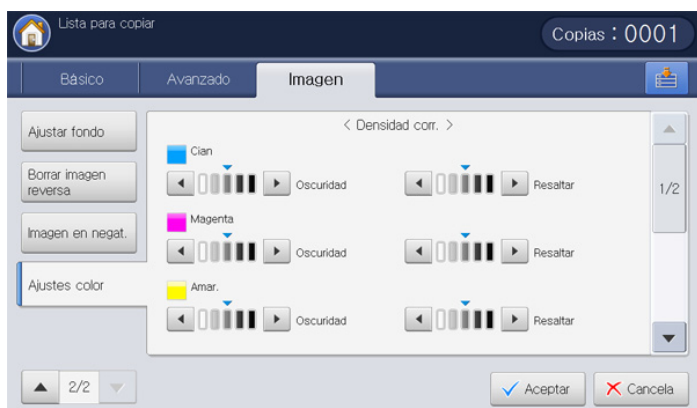 Lista para copiar
Copias : 0001
Básico
Avanzado
Imagen
Ajustar fondo
Borrar imagen
reversa
Imagen en negat.
Ajustes color
< Densidad corr. >
Cian
Oscuridad
Resaltar
Magenta
Oscuridad
Resaltar
Amar.
Oscuridad
Resaltar
1/2
2/2
Aceptar
Cancela